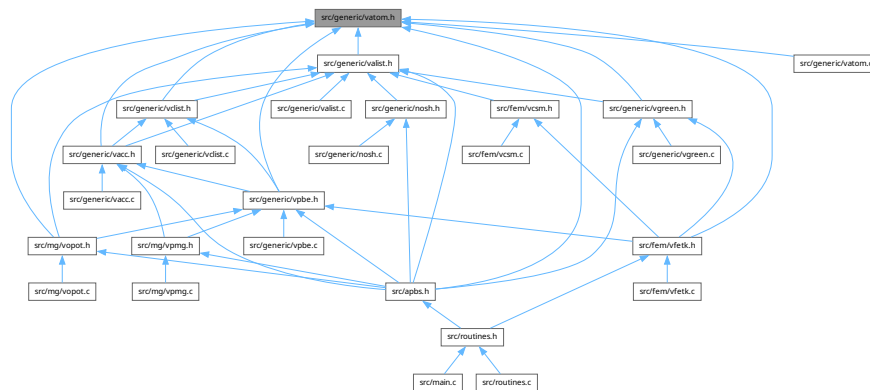 src/generic/vatom.h
src/generic/valist.h
src/generic/vatom.c
src/generic/vclist.h
src/generic/valist.c
src/generic/nosh.h
src/fem/vcsm.h
src/generic/vgreen.h
src/generic/vacc.h
src/generic/vclist.c
src/generic/nosh.c
src/fem/vcsm.c
src/generic/vgreen.c
src/generic/vacc.c
src/generic/vpbe.h
src/mg/vopot.h
src/mg/vpmg.h
src/generic/vpbe.c
src/fem/vfetk.h
src/mg/vopot.c
src/mg/vpmg.c
src/apbs.h
src/fem/vfetk.c
src/routines.h
src/main.c
src/routines.c